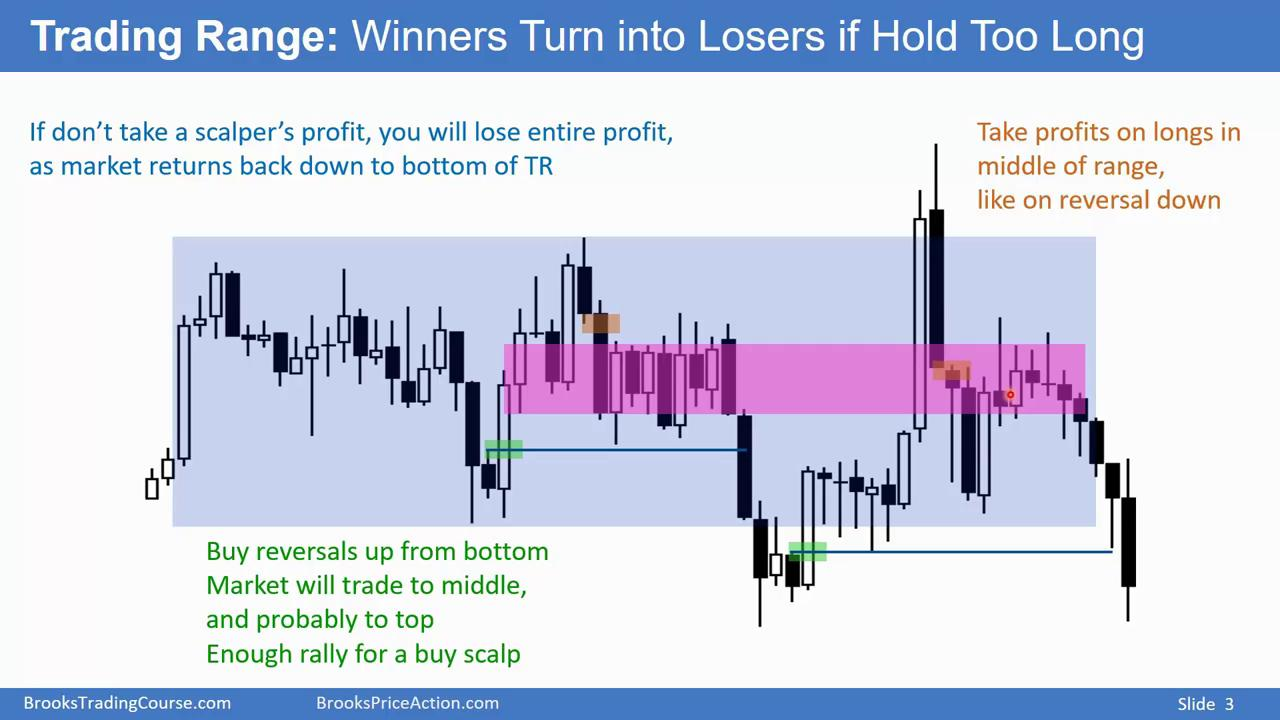 Trading Range: Winners Turn into Losers if Hold Too Long
If don't take a scalper's profit, you will lose entire profit,
as market returns back down to bottom of TR
Take profits on longs in
middle of range,
like on reversal down
Buy reversals up from bottom
Market will trade to middle,
and probably to top
Enough rally for a buy scalp
BrooksTradingCourse.com
BrooksPriceAction.com
Slide 3